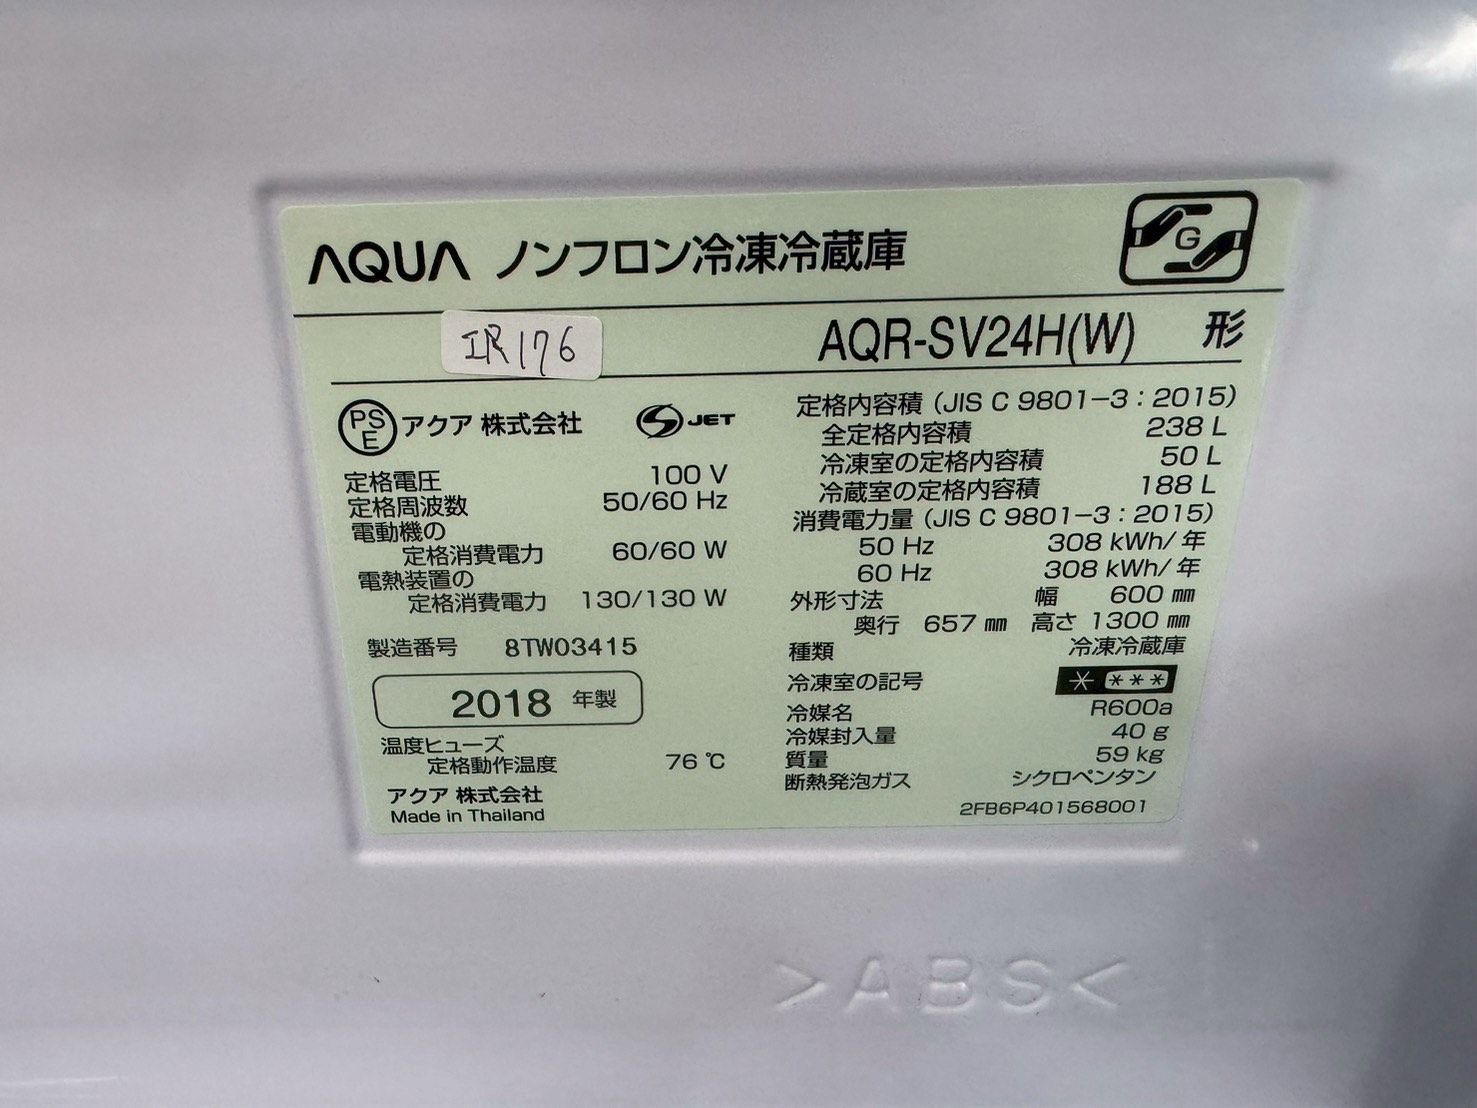 AQUA ノンフロン冷凍冷蔵庫
G
IR176
AQR-SV24H(W) 形
PSE アクア 株式会社 JET
定格電圧 100 V
定格周波数 50/60 Hz
電動機の
定格消費電力 60/60 W
電熱装置の
定格消費電力 130/130 W
製造番号 8TW03415
2018 年製
温度ヒューズ
定格動作温度 76 ℃
アクア 株式会社
Made in Thailand
定格内容積 (JIS C 9801-3 : 2015)
全定格内容積 238 L
冷凍室の定格内容積 50 L
冷蔵室の定格内容積 188 L
消費電力量 (JIS C 9801-3 : 2015)
50 Hz 308 kWh/年
60 Hz 308 kWh/年
外形寸法 幅 600 ㎜
奥行 657 ㎜ 高さ 1300 ㎜
種類 冷凍冷蔵庫
冷凍室の記号 * ***
冷媒名 R600a
冷媒封入量 40 g
質量 59 kg
断熱発泡ガス シクロペンタン
2FB6P401568001
>ABS<